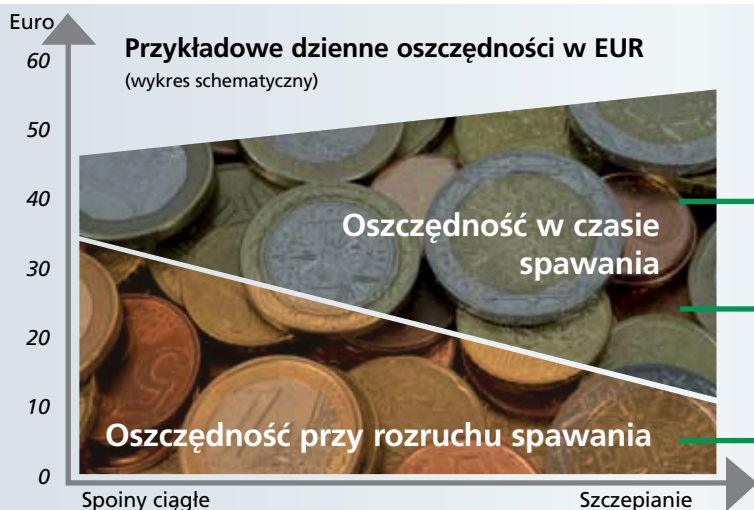 Euro
Przykładowe dzienne oszczędności w EUR
(wykres schematyczny)
60
50
40
30
20
10
0
Oszczędność w czasie
spawania
Oszczędność przy rozruchu spawania
Spoiny ciągłe
Szczepianie